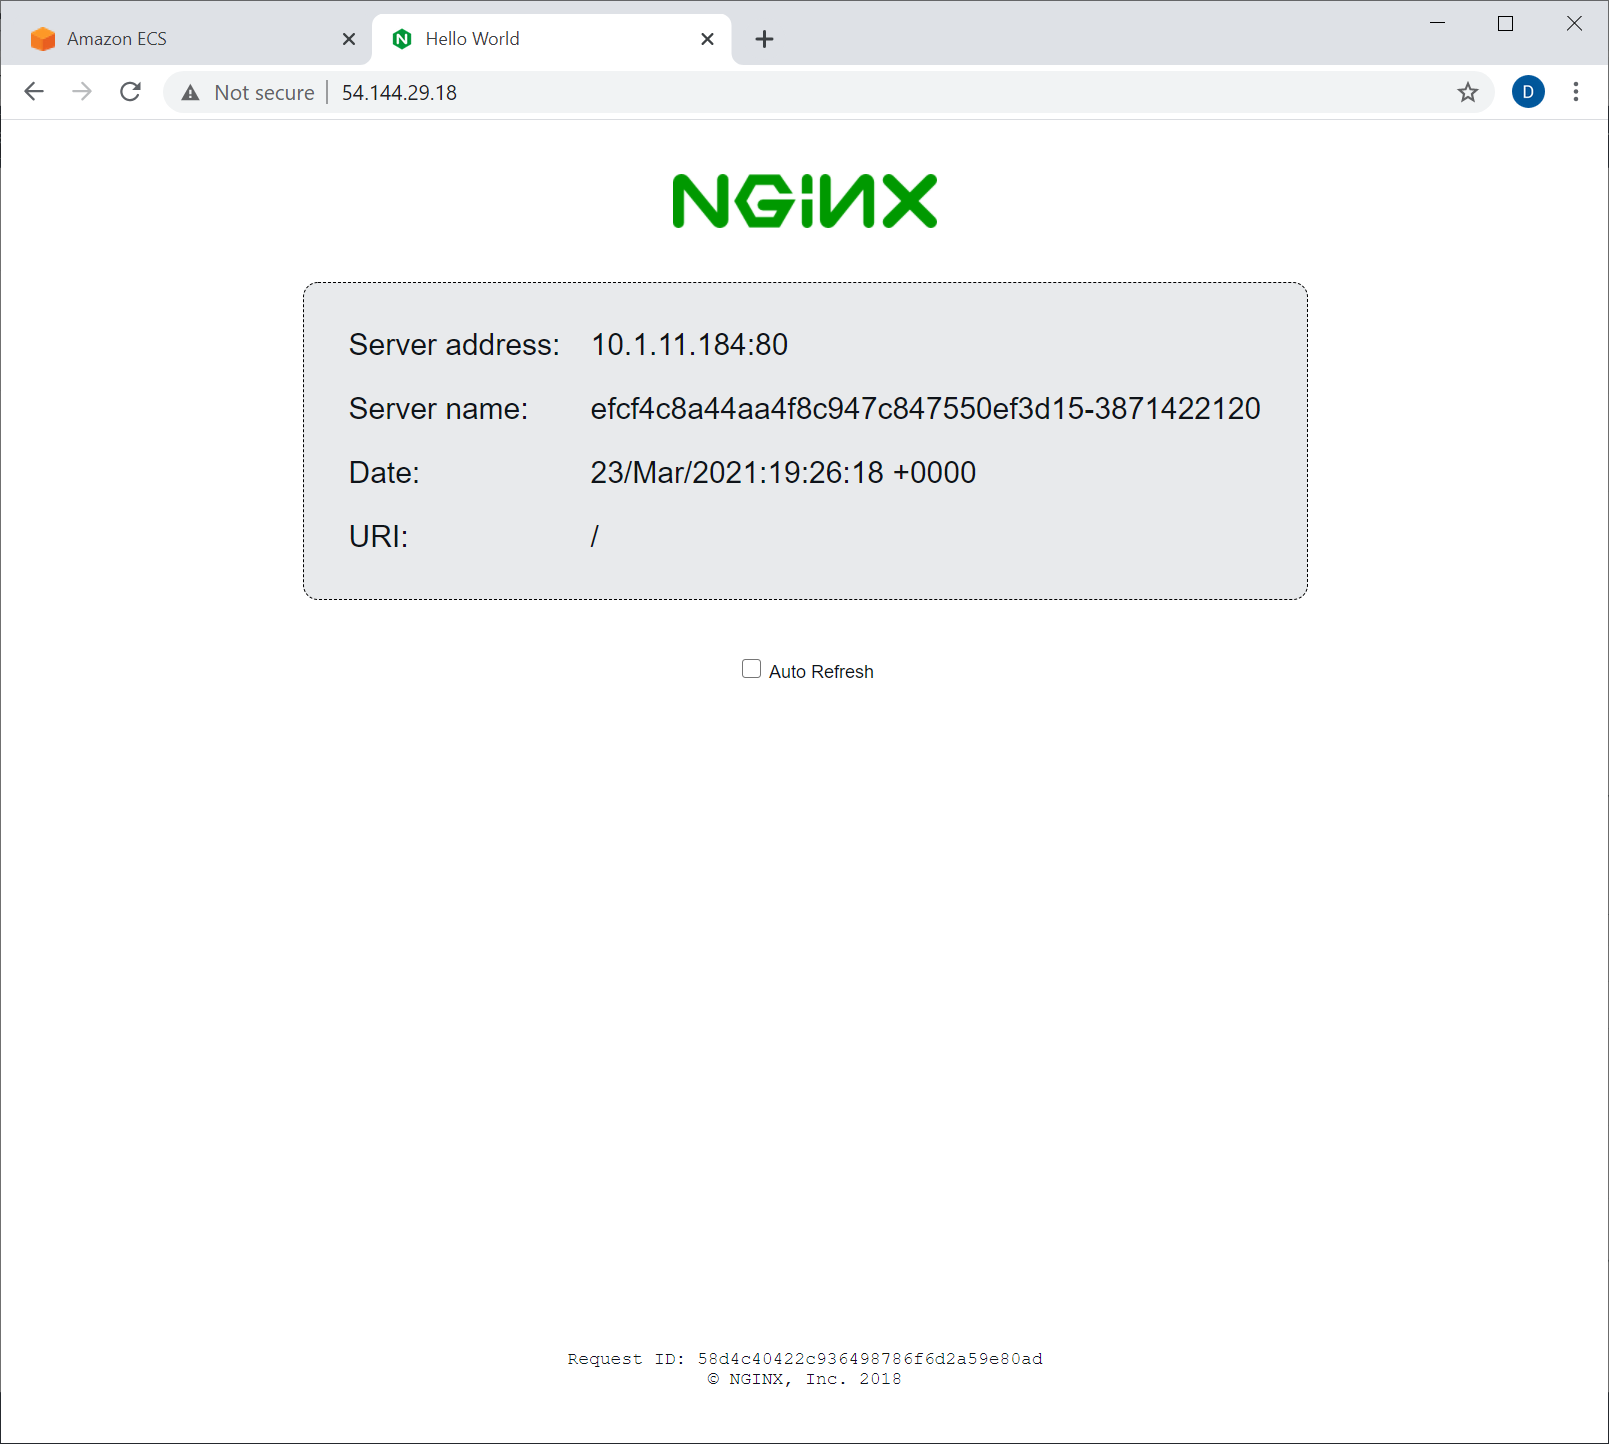 Amazon ECS
Hello World
Not secure 54.144.29.18
D
NGINX
Server address: 10.1.11.184:80
Server name: efcf4c8a44aa4f8c947c847550ef3d15-3871422120
Date: 23/Mar/2021:19:26:18 +0000
URI: /
Auto Refresh
Request ID: 58d4c40422c936498786f6d2a59e80ad
© NGINX, Inc. 2018